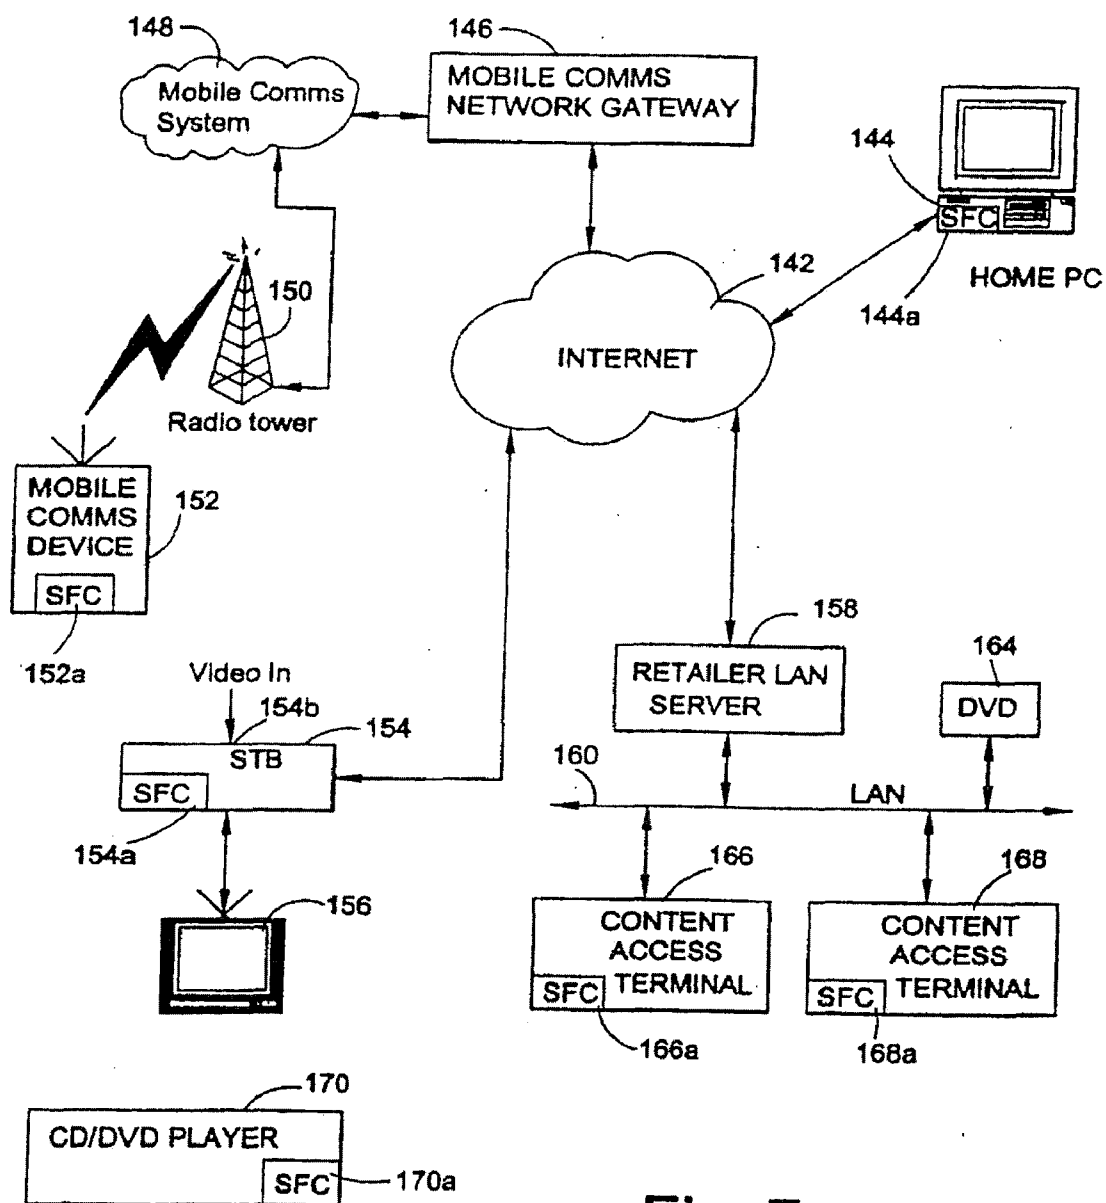 148
146
Mobile Comms
System
MOBILE COMMS
NETWORK GATEWAY
144
SFC
144a
HOME PC
142
INTERNET
150
Radio tower
MOBILE
COMMS
DEVICE
SFC
152
152a
Video In
154b
154
STB
SFC
154a
156
158
RETAILER LAN
SERVER
164
DVD
160
LAN
166
CONTENT
ACCESS
TERMINAL
SFC
166a
168
CONTENT
ACCESS
TERMINAL
SFC
168a
170
CD/DVD PLAYER
SFC
170a